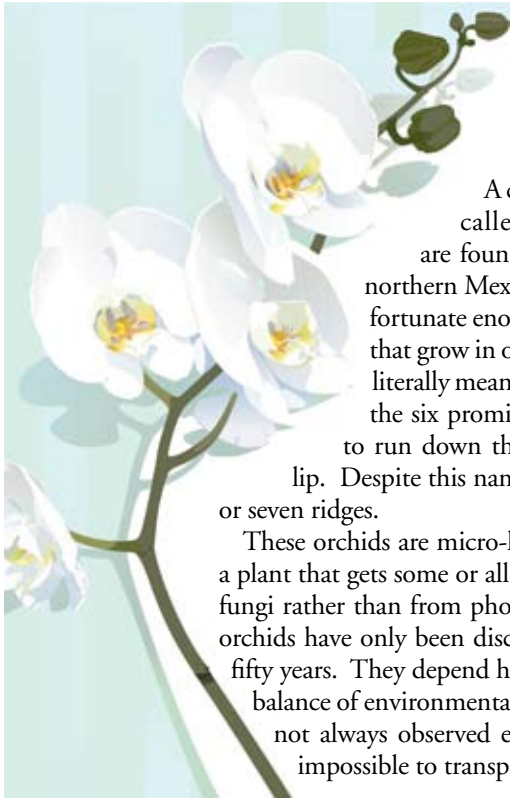 A
calle
are foun
northern Mex
fortunate eno
that grow in o
literally mean
the six promi
to run down th
lip. Despite this nam
or seven ridges.
These orchids are micro-h
a plant that gets some or all
fungi rather than from pho
orchids have only been disc
fifty years. They depend h
balance of environmenta
not always observed e
impossible to transp